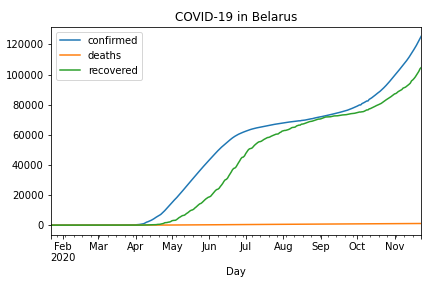 COVID-19 in Belarus
confirmed
deaths
recovered
120000
100000
80000
60000
40000
20000
0
Feb Mar Apr May Jun Jul Aug Sep Oct Nov
2020
Day